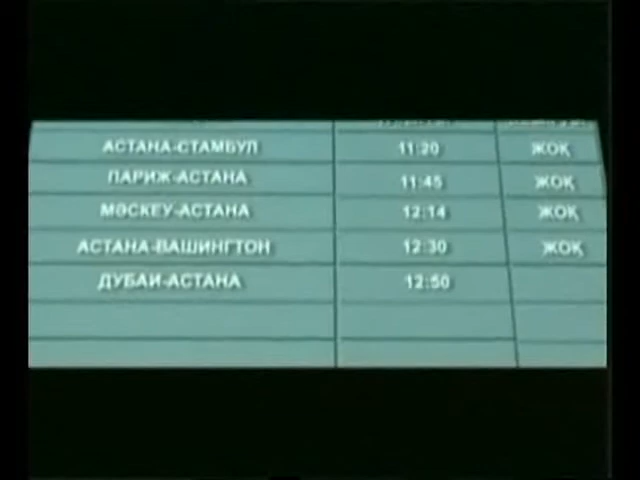 АСТАНА-СТАМБУЛ 11:20 ЖОҚ
ПАРИЖ-АСТАНА 11:45 ЖОҚ
МӘСКЕУ-АСТАНА 12:14 ЖОҚ
АСТАНА-ВАШИНГТОН 12:30 ЖОҚ
ДУБАИ-АСТАНА 12:50